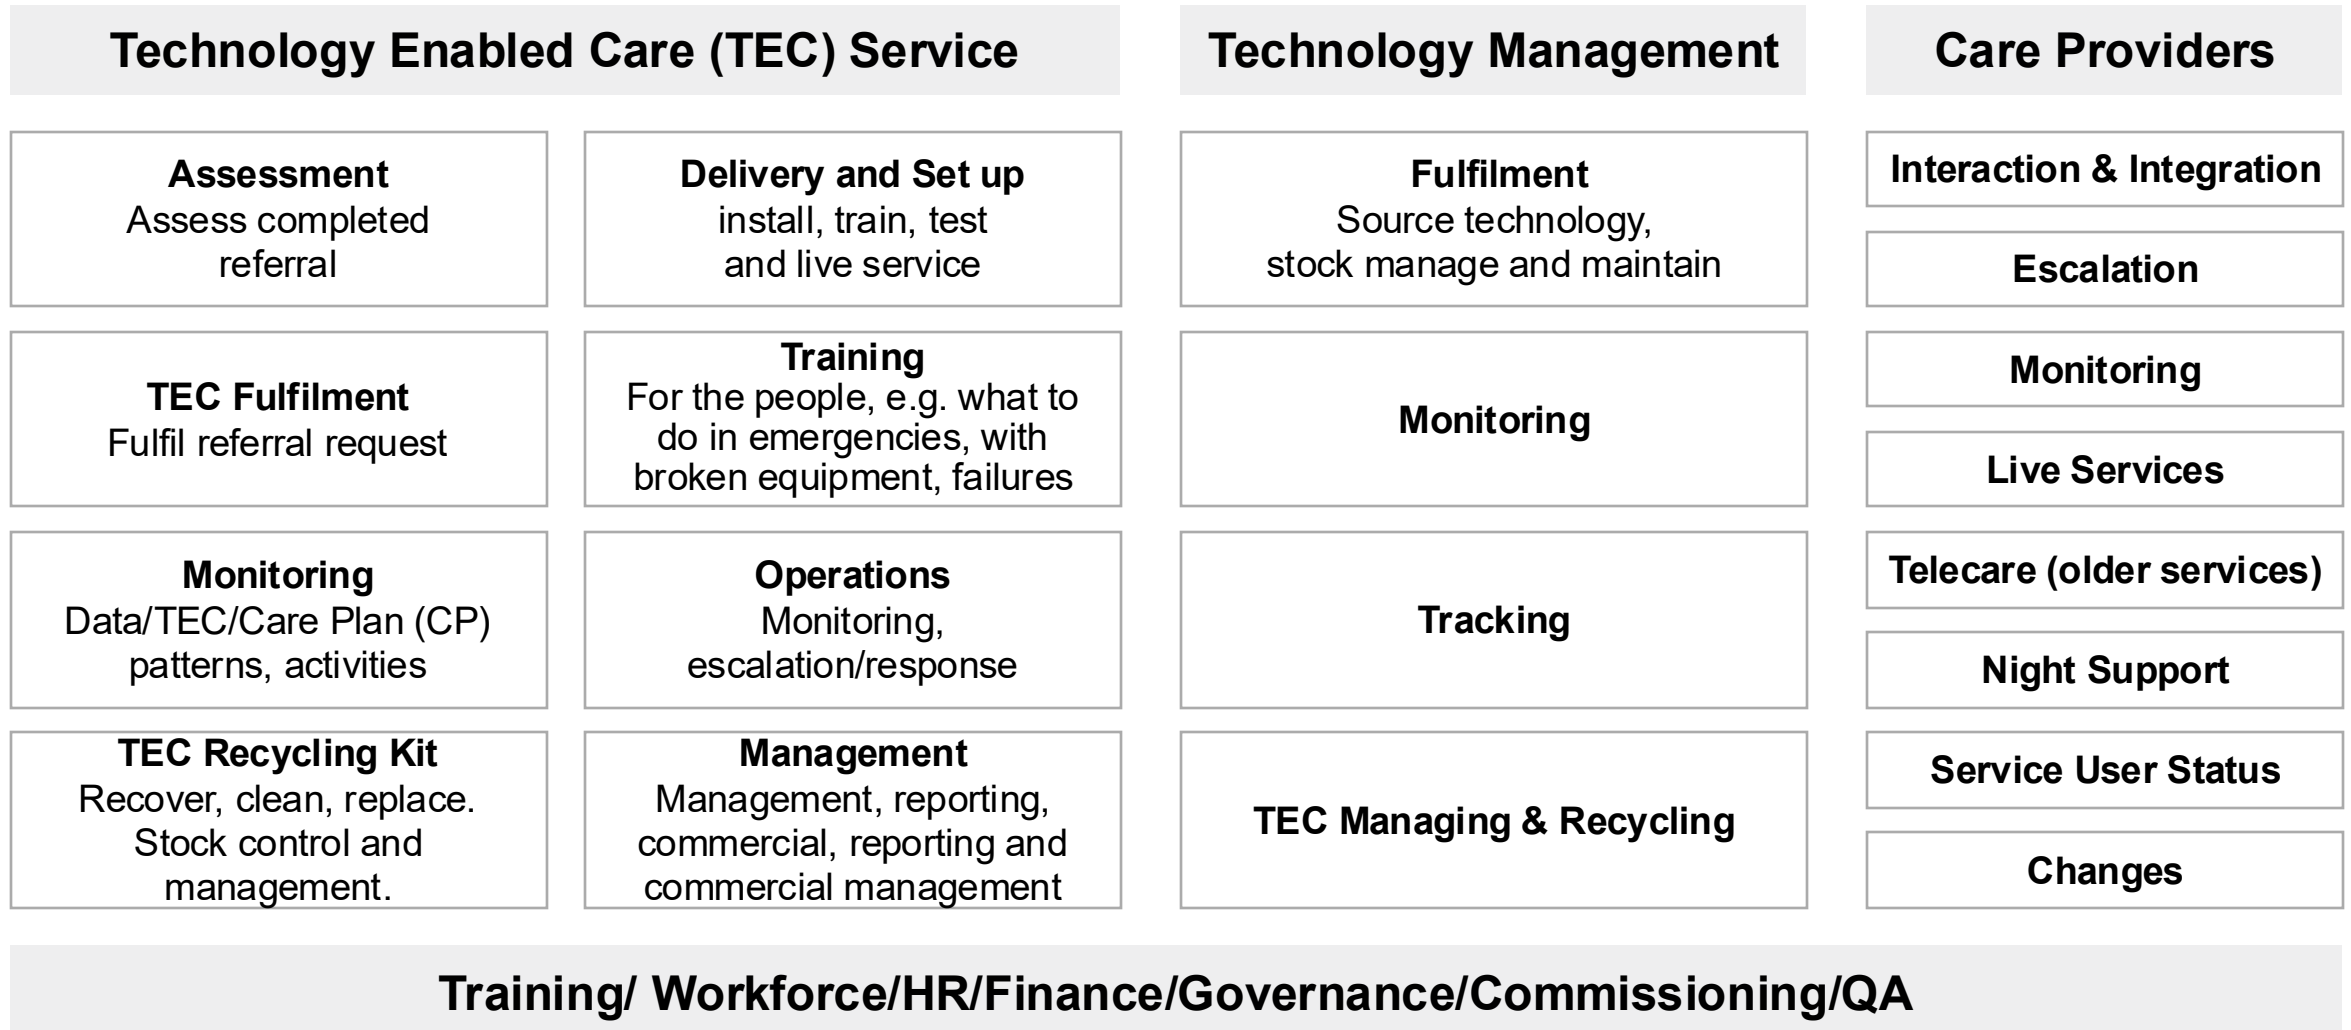 Technology Enabled Care (TEC) Service
Technology Management
Care Providers
Assessment
Assess completed
referral
Delivery and Set up
install, train, test
and live service
Fulfilment
Source technology,
stock manage and maintain
Interaction & Integration
Escalation
TEC Fulfilment
Fulfil referral request
Training
For the people, e.g. what to
do in emergencies, with
broken equipment, failures
Monitoring
Monitoring
Live Services
Monitoring
Data/TEC/Care Plan (CP)
patterns, activities
Operations
Monitoring,
escalation/response
Tracking
Telecare (older services)
Night Support
TEC Recycling Kit
Recover, clean, replace.
Stock control and
management.
Management
Management, reporting,
commercial, reporting and
commercial management
TEC Managing & Recycling
Service User Status
Changes
Training/ Workforce/HR/Finance/Governance/Commissioning/QA